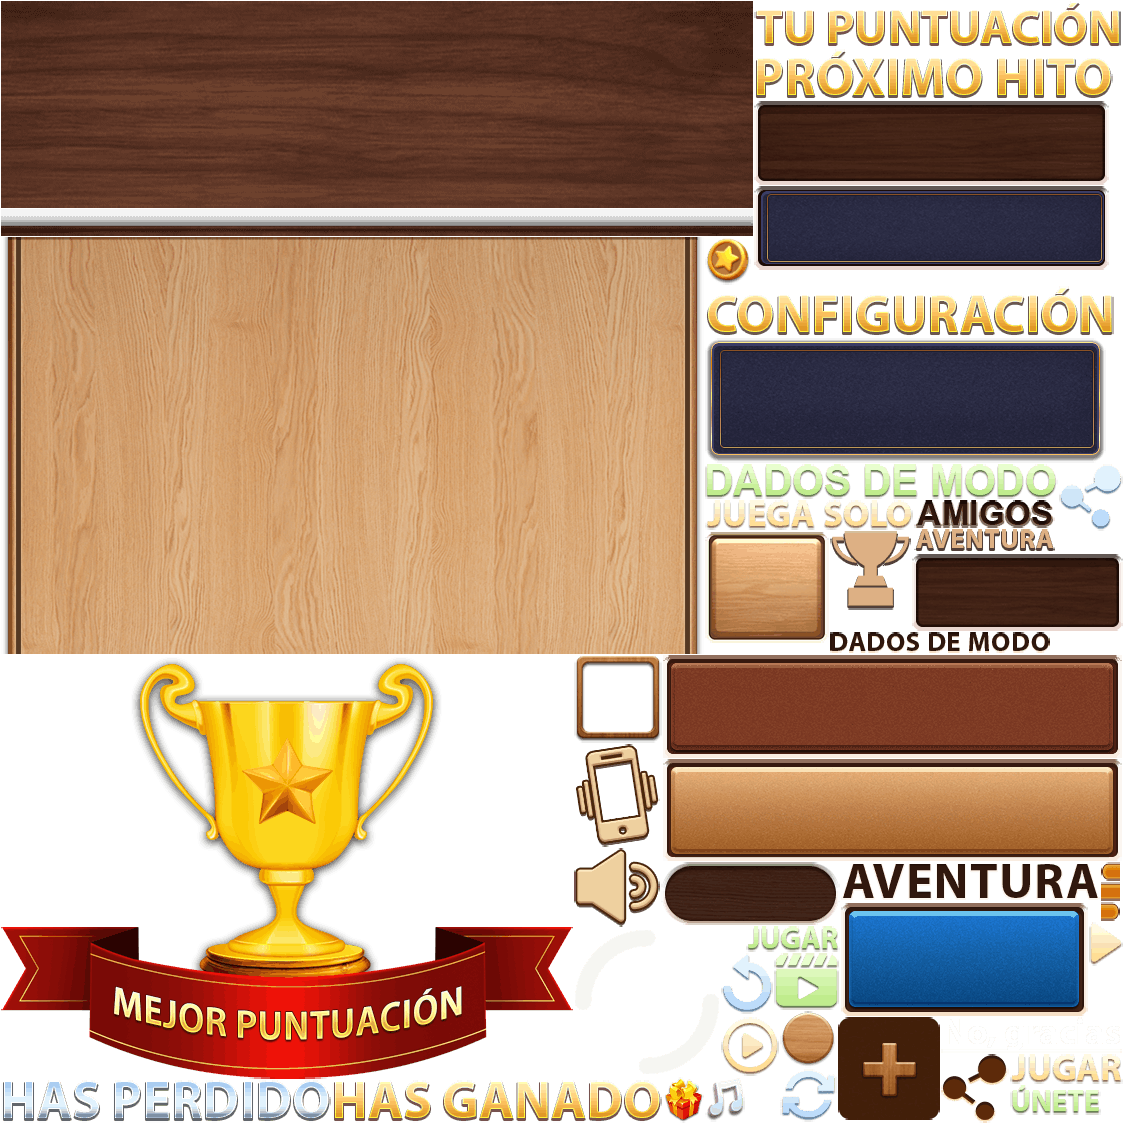 TU PUNTUACIÓN
PRÓXIMO HITO
CONFIGURACIÓN
DADOS DE MODO
JUEGA SOLO
AMIGOS
AVENTURA
DADOS DE MODO
AVENTURA
JUGAR
MEJOR PUNTUACIÓN
JUGAR
ÚNETE
HAS PERDIDO
HAS GANADO